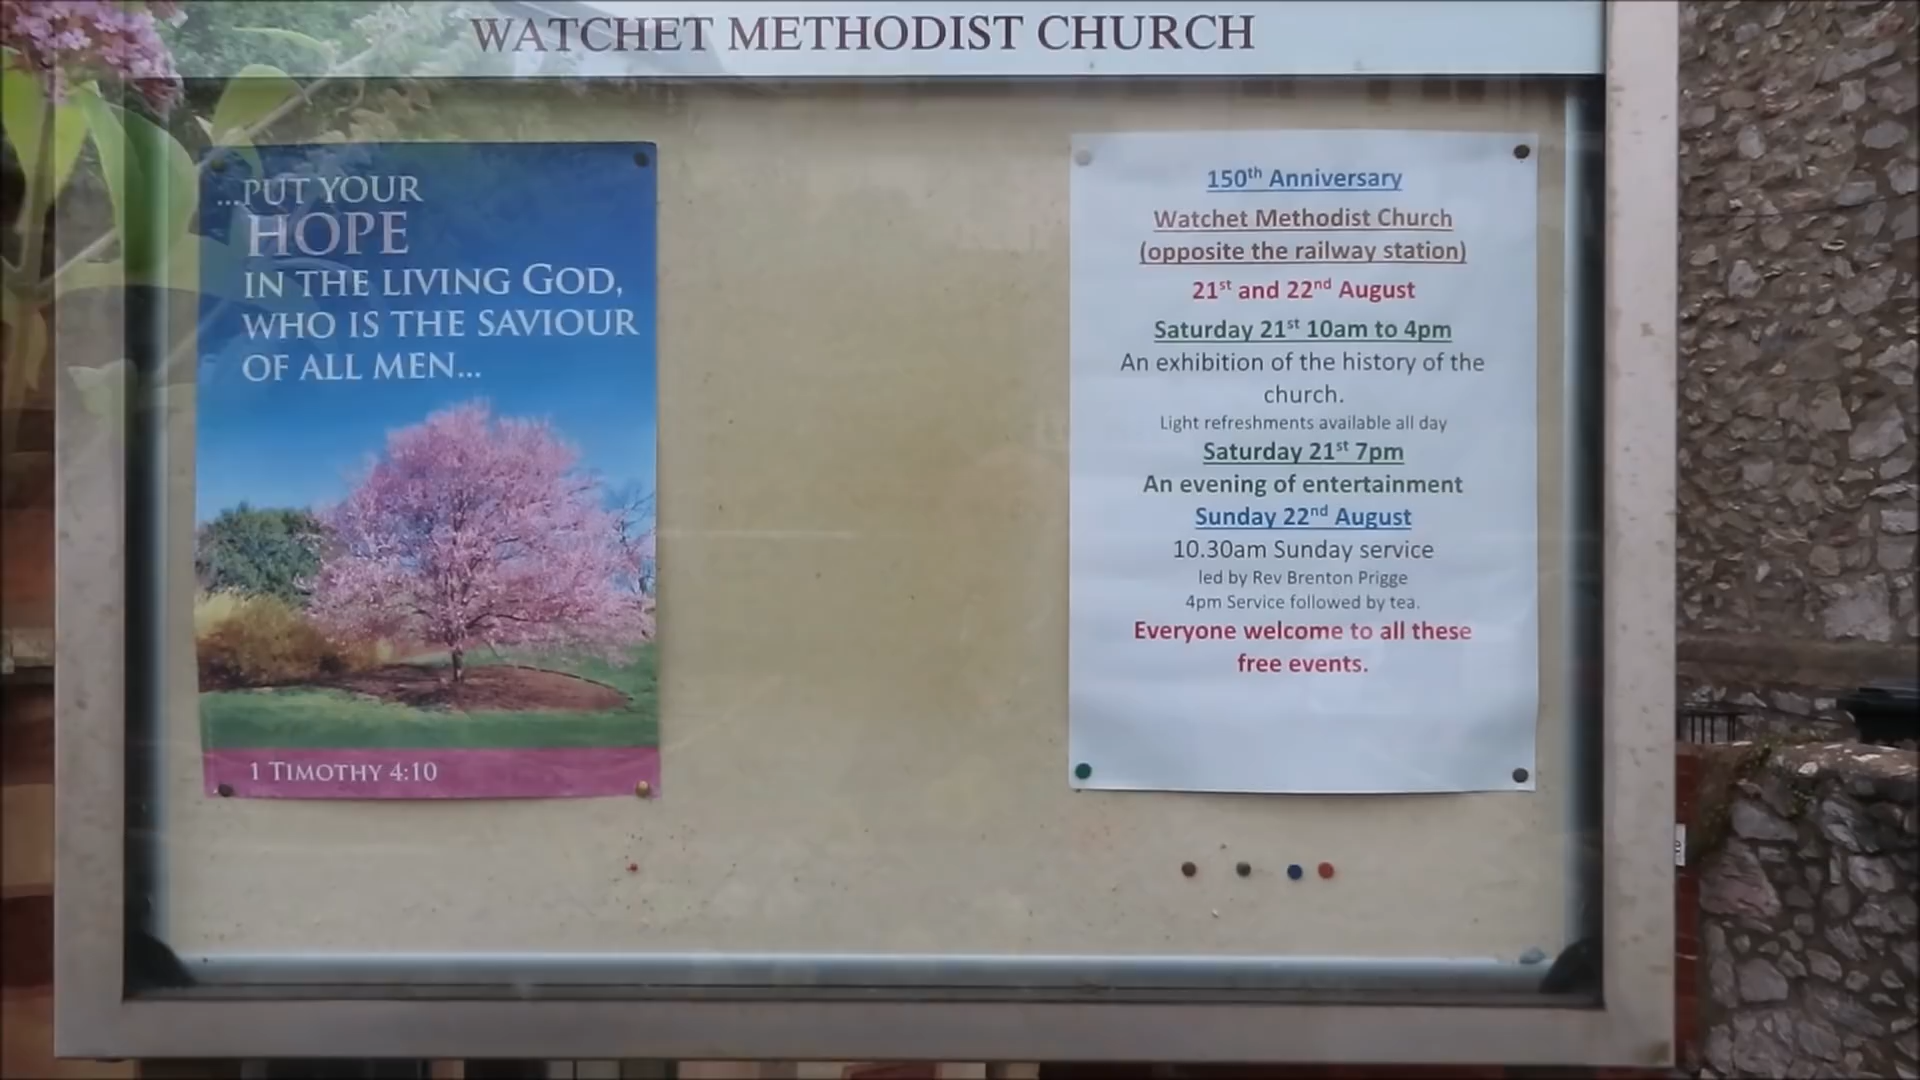 WATCHET METHODIST CHURCH
...PUT YOUR
HOPE
IN THE LIVING GOD,
WHO IS THE SAVIOUR
OF ALL MEN...
1 TIMOTHY 4:10
150th Anniversary
Watchet Methodist Church
(opposite the railway station)
21st and 22nd August
Saturday 21st 10am to 4pm
An exhibition of the history of the
church.
Light refreshments available all day
Saturday 21st 7pm
An evening of entertainment
Sunday 22nd August
10.30am Sunday service
led by Rev Brenton Prigge
4pm Service followed by tea.
Everyone welcome to all these
free events.